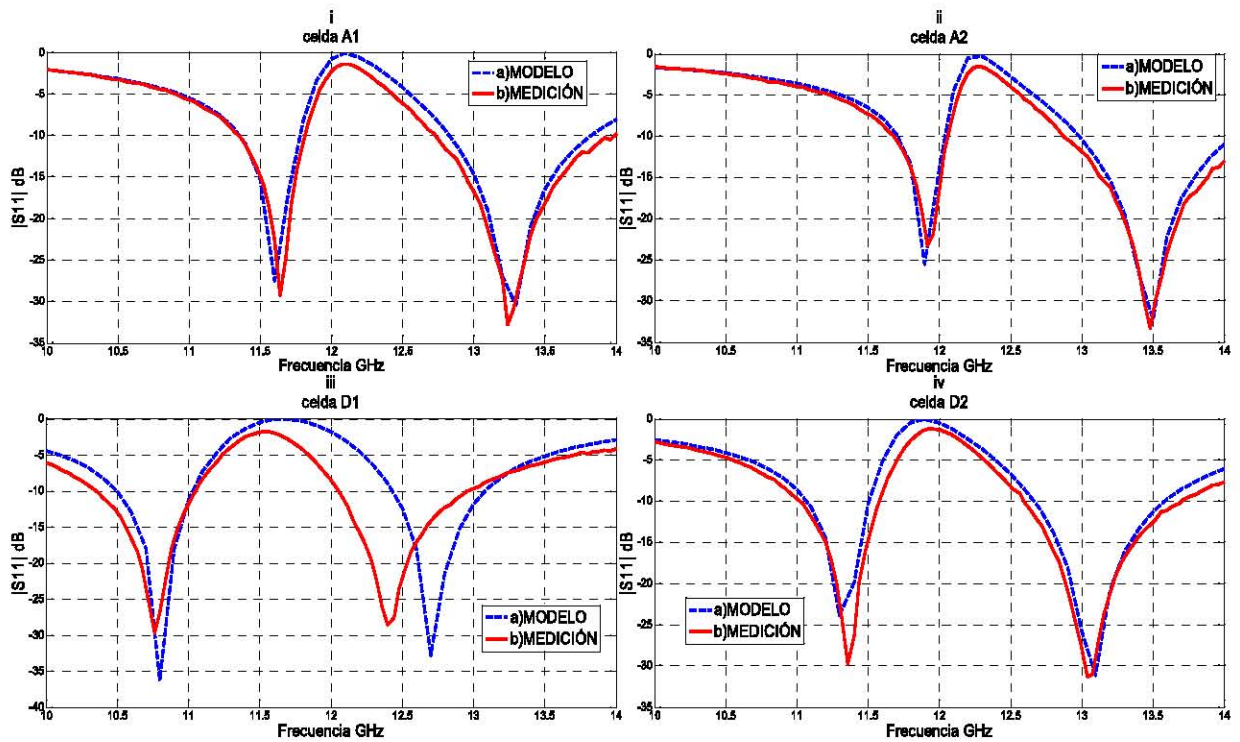 i
celda A1
0
-5
-10
-15
-20
-25
-30
-35
|S11| dB
a)MODELO
b)MEDICIÓN
10 10.5 11 11.5 12 12.5 13 13.5 14
Frecuencia GHz
ii
celda A2
0
-5
-10
-15
-20
-25
-30
-35
|S11| dB
a)MODELO
b)MEDICIÓN
10 10.5 11 11.5 12 12.5 13 13.5 14
Frecuencia GHz
iii
celda D1
0
-5
-10
-15
-20
-25
-30
-35
-40
|S11| dB
a)MODELO
b)MEDICIÓN
10 10.5 11 11.5 12 12.5 13 13.5 14
Frecuencia GHz
iv
celda D2
0
-5
-10
-15
-20
-25
-30
-35
|S11| dB
a)MODELO
b)MEDICIÓN
10 10.5 11 11.5 12 12.5 13 13.5 14
Frecuencia GHz